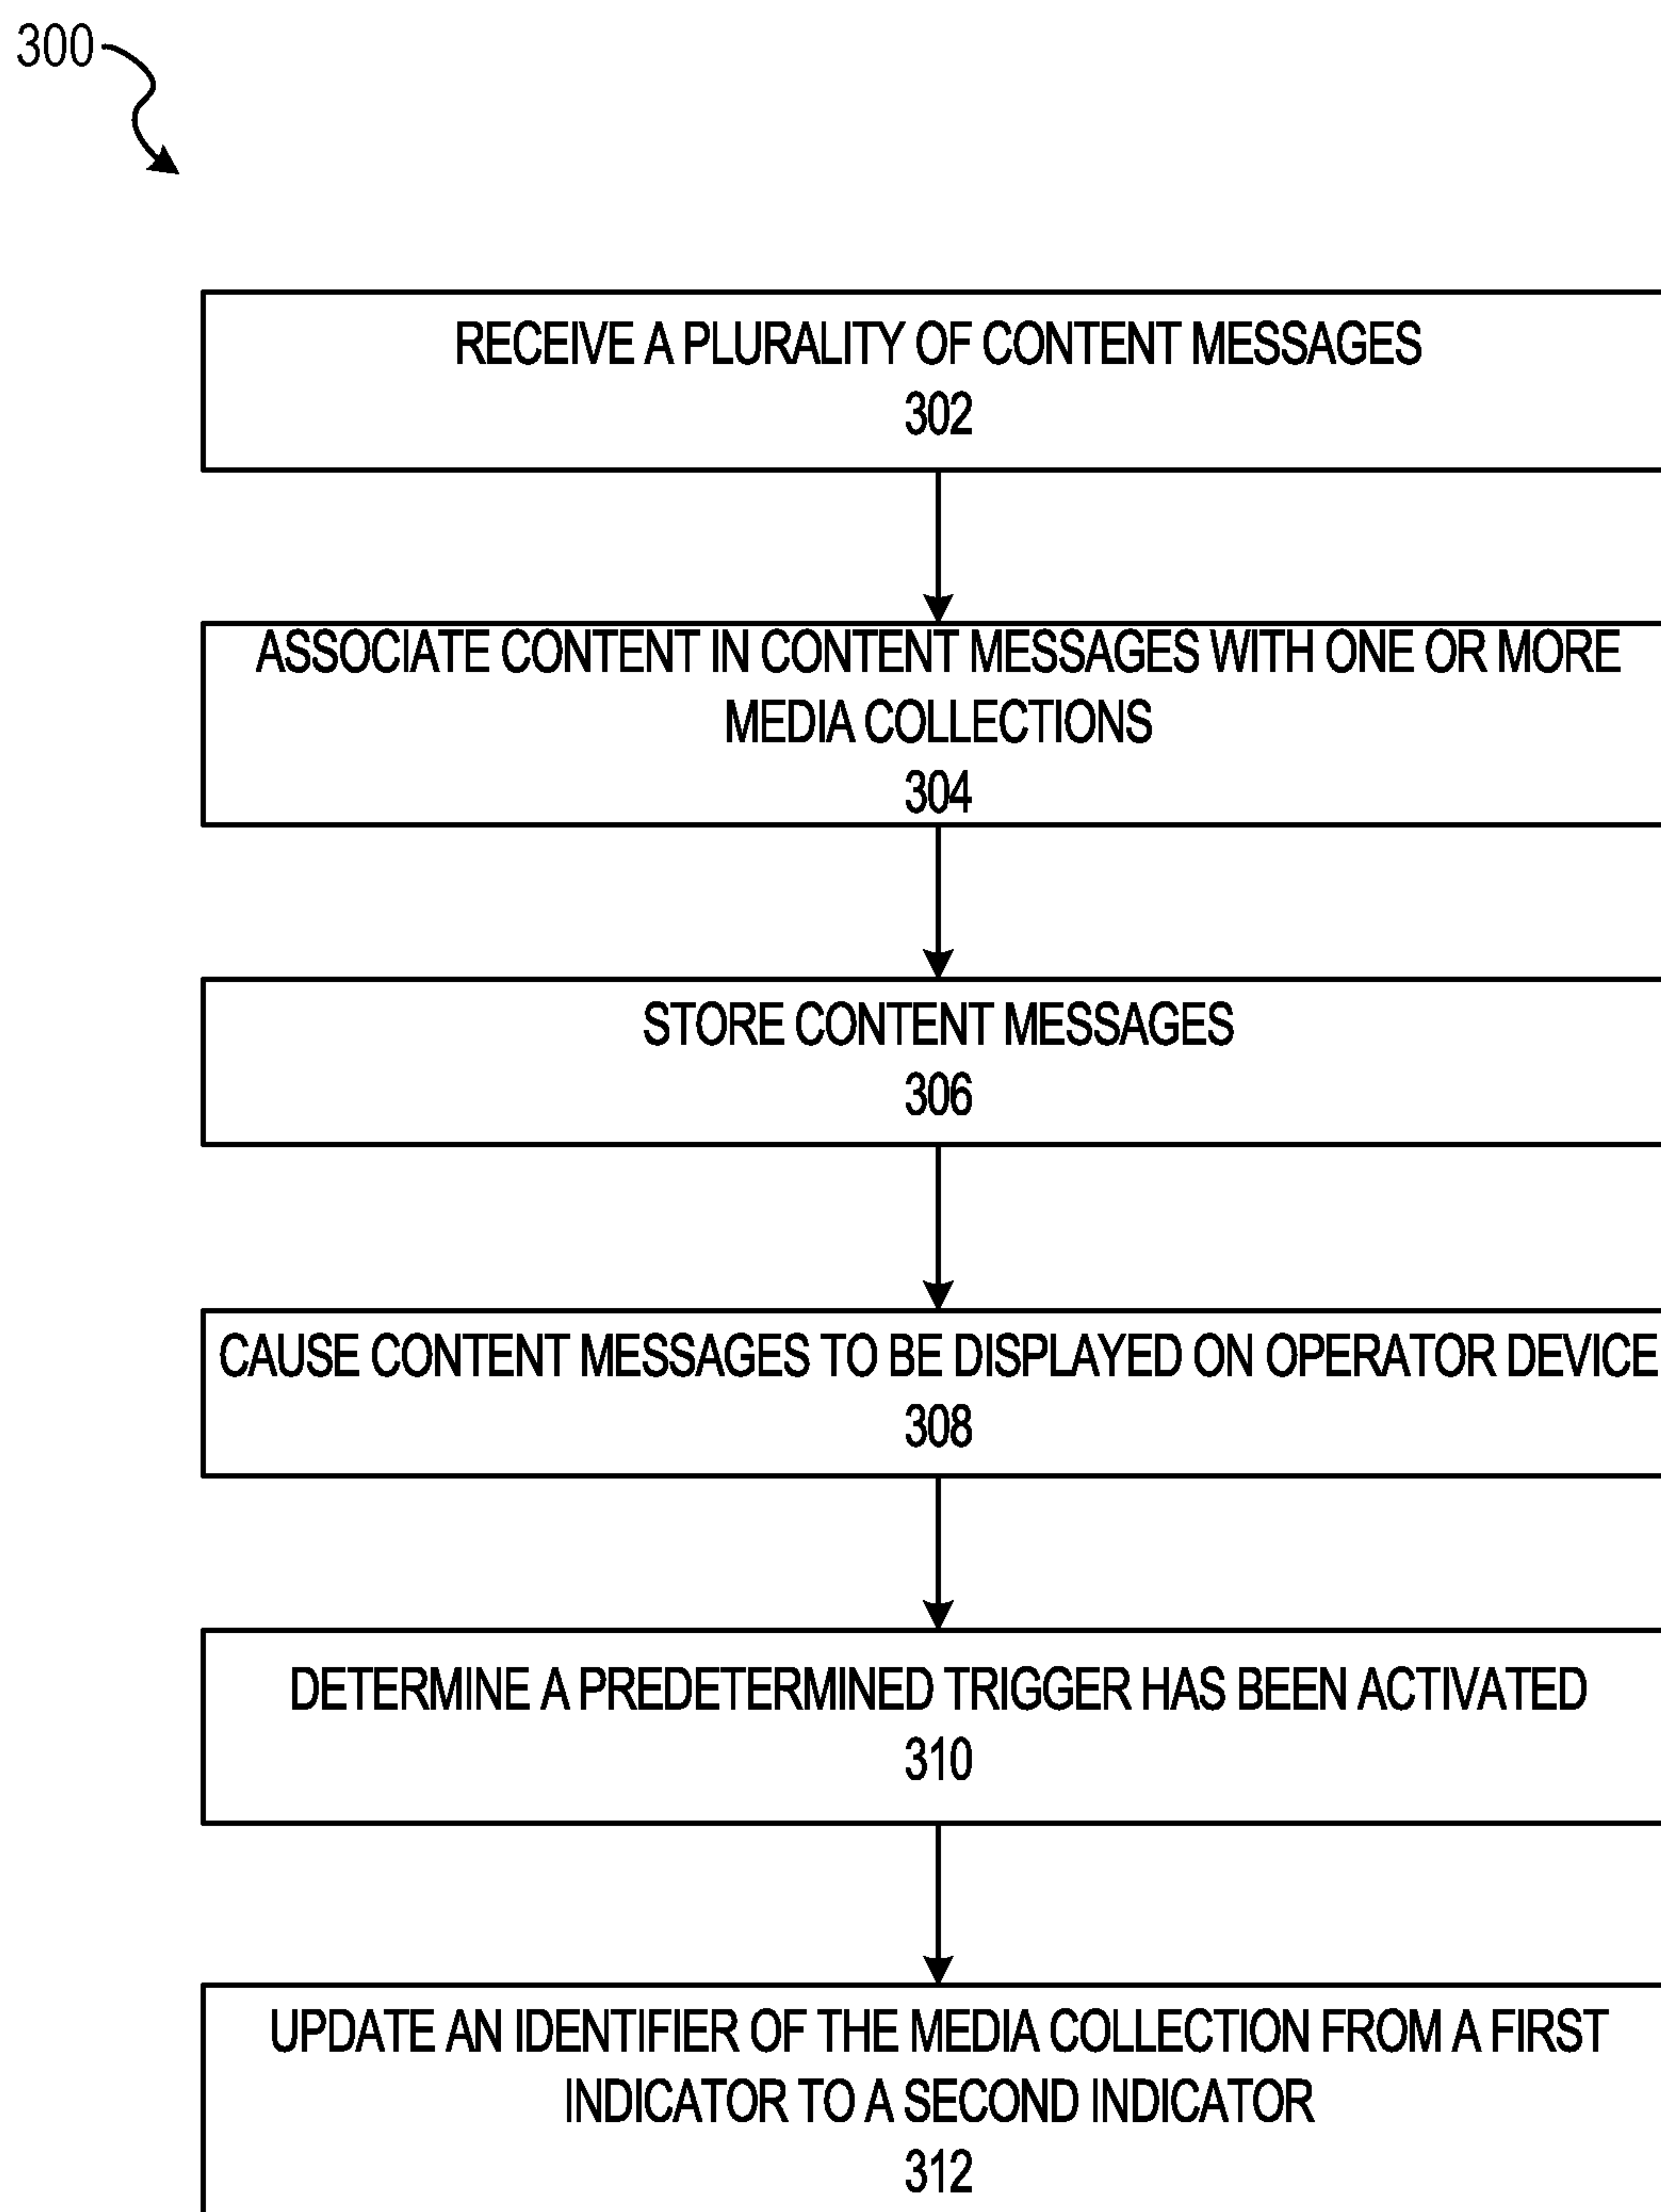 300
RECEIVE A PLURALITY OF CONTENT MESSAGES
302
ASSOCIATE CONTENT IN CONTENT MESSAGES WITH ONE OR MORE
MEDIA COLLECTIONS
304
STORE CONTENT MESSAGES
306
CAUSE CONTENT MESSAGES TO BE DISPLAYED ON OPERATOR DEVICE
308
DETERMINE A PREDETERMINED TRIGGER HAS BEEN ACTIVATED
310
UPDATE AN IDENTIFIER OF THE MEDIA COLLECTION FROM A FIRST
INDICATOR TO A SECOND INDICATOR
312